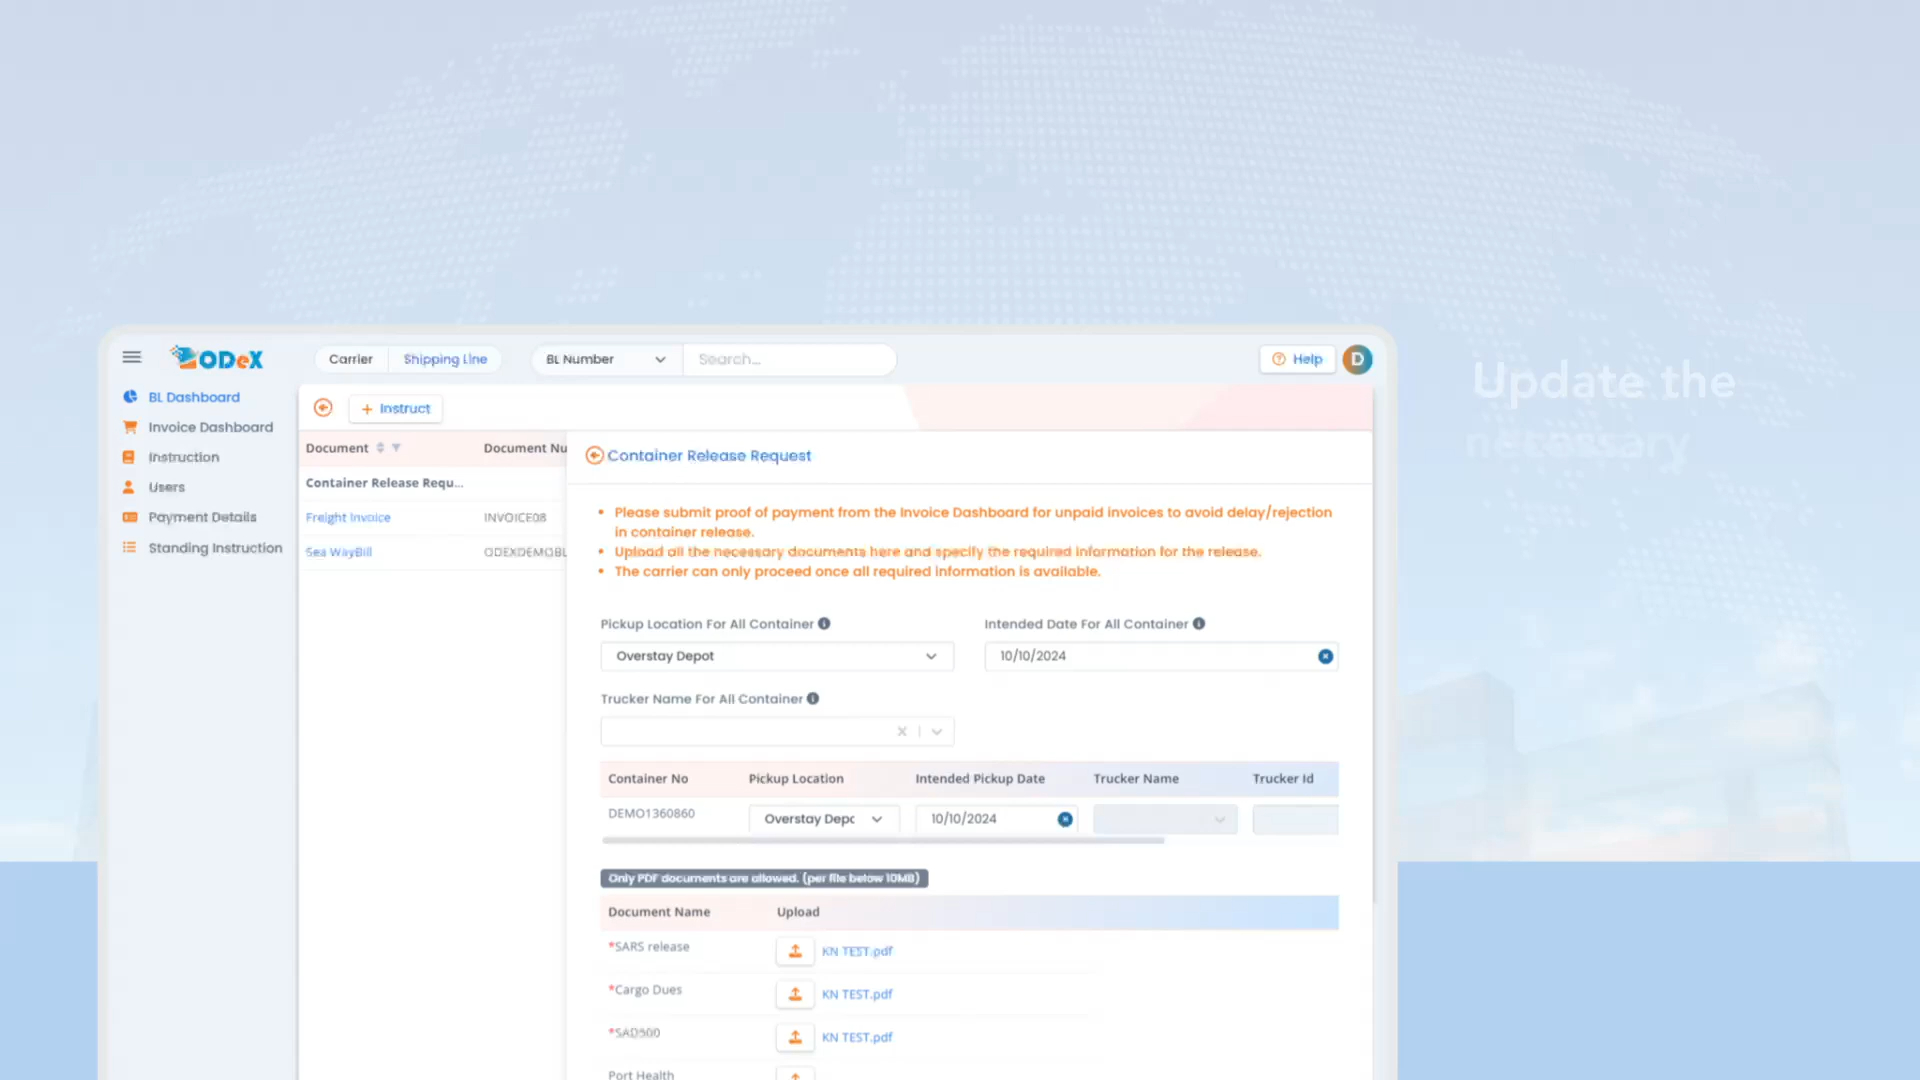 ODeX
Carrier
Shipping Line
BL Number
Search...
Help
D
BL Dashboard
Invoice Dashboard
Instruction
Users
Payment Details
Standing Instruction
Instruct
Document
Document Nu
Container Release Requ...
Freight Invoice
INVOICE08
Sea WayBill
ODEXDEMOBL
Container Release Request
Please submit proof of payment from the Invoice Dashboard for unpaid invoices to avoid delay/rejection
in container release.
Upload all the necessary documents here and specify the required information for the release.
The carrier can only proceed once all required information is available.
Pickup Location For All Container
Intended Date For All Container
Overstay Depot
10/10/2024
Trucker Name For All Container
Container No
Pickup Location
Intended Pickup Date
Trucker Name
Trucker Id
DEMO1360860
Overstay Depc
10/10/2024
Only PDF documents are allowed. (per file below 10MB)
Document Name
Upload
*SARS release
KN TEST.pdf
*Cargo Dues
KN TEST.pdf
*SAD500
KN TEST.pdf
Port Health
Update the
necessary